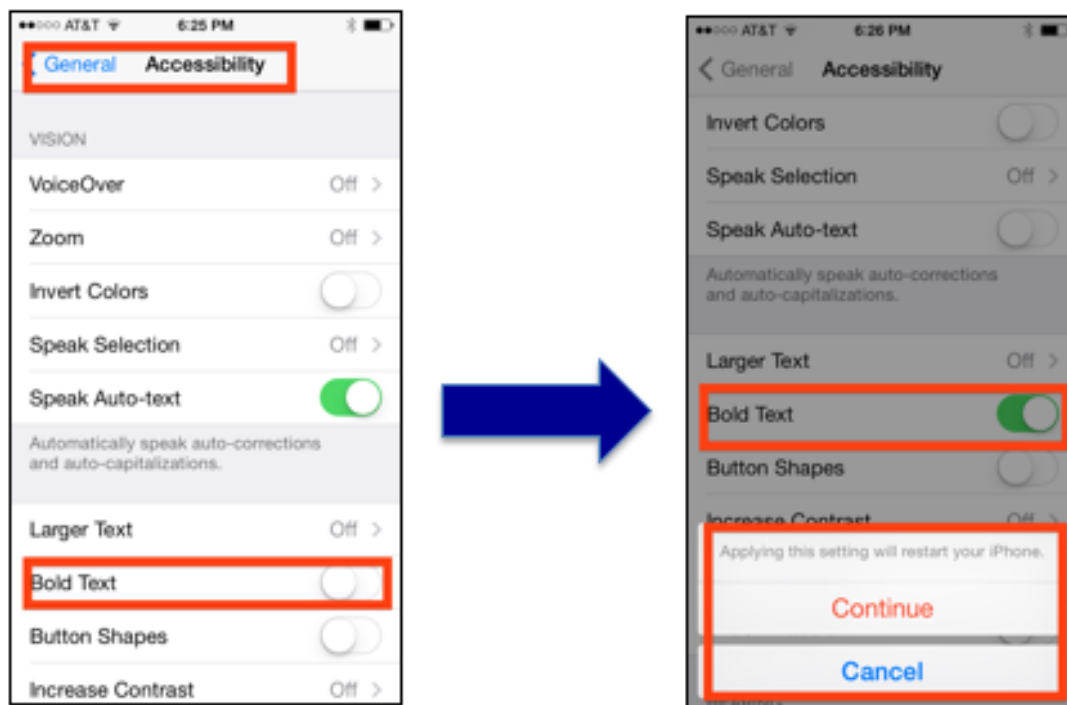 AT&T 6:25 PM
General Accessibility
VISION
VoiceOver Off
Zoom Off
Invert Colors
Speak Selection Off
Speak Auto-text
Automatically speak auto-corrections
and auto-capitalizations.
Larger Text Off
Bold Text
Button Shapes
Increase Contrast Off
AT&T 6:26 PM
General Accessibility
Invert Colors
Speak Selection Off
Speak Auto-text
Automatically speak auto-corrections
and auto-capitalizations.
Larger Text Off
Bold Text
Button Shapes
Increase Contrast Off
Applying this setting will restart your iPhone.
Continue
Cancel